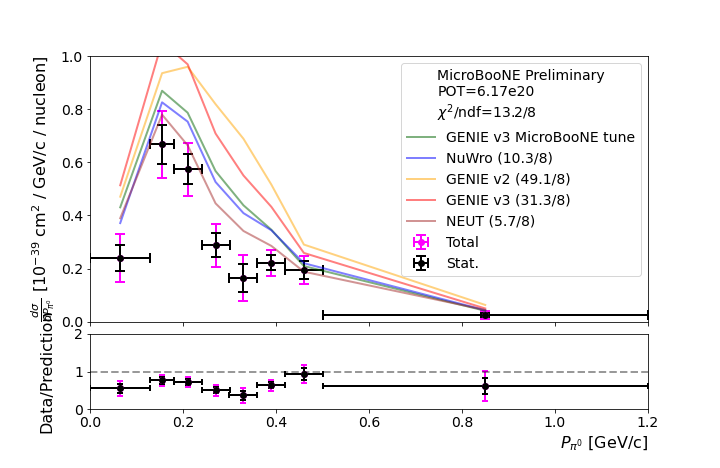 MicroBooNE Preliminary
POT=6.17e20
χ²/ndf=13.2/8
GENIE v3 MicroBooNE tune
NuWro (10.3/8)
GENIE v2 (49.1/8)
GENIE v3 (31.3/8)
NEUT (5.7/8)
Total
Stat.
1.0
0.8
0.6
0.4
0.2
0.0
dσ/dP_π⁰ [10⁻³⁹ cm² / GeV/c / nucleon]
2
1
0
Data/Prediction
0.0 0.2 0.4 0.6 0.8 1.0 1.2
P_π⁰ [GeV/c]